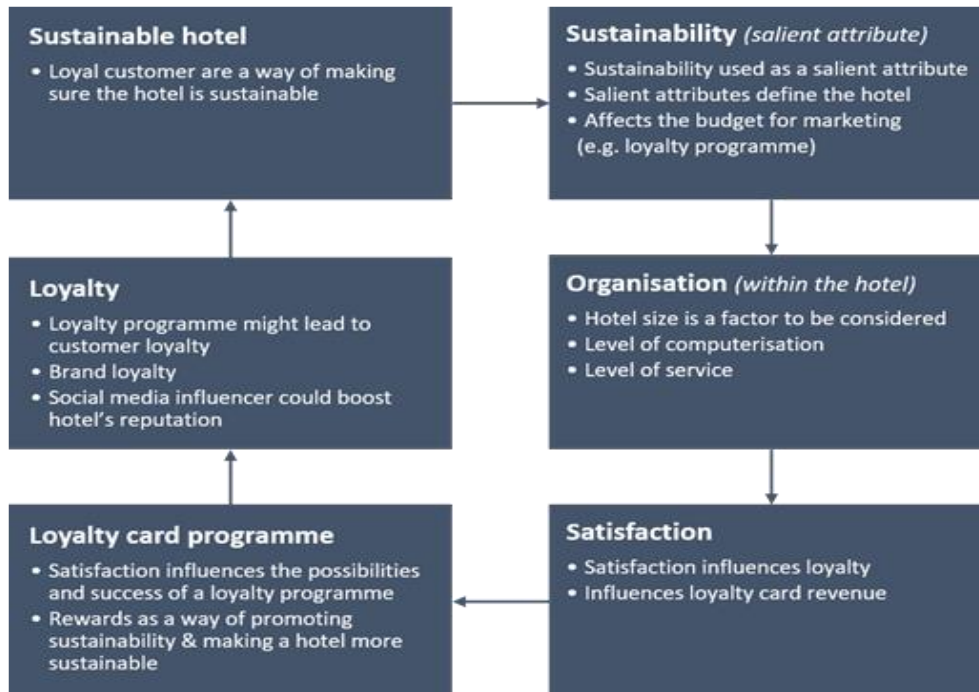 Sustainable hotel
• Loyal customer are a way of making
sure the hotel is sustainable
Sustainability (salient attribute)
• Sustainability used as a salient attribute
• Salient attributes define the hotel
• Affects the budget for marketing
(e.g. loyalty programme)
Organisation (within the hotel)
• Hotel size is a factor to be considered
• Level of computerisation
• Level of service
Satisfaction
• Satisfaction influences loyalty
• Influences loyalty card revenue
Loyalty card programme
• Satisfaction influences the possibilities
and success of a loyalty programme
• Rewards as a way of promoting
sustainability & making a hotel more
sustainable
Loyalty
• Loyalty programme might lead to
customer loyalty
• Brand loyalty
• Social media influencer could boost
hotel's reputation